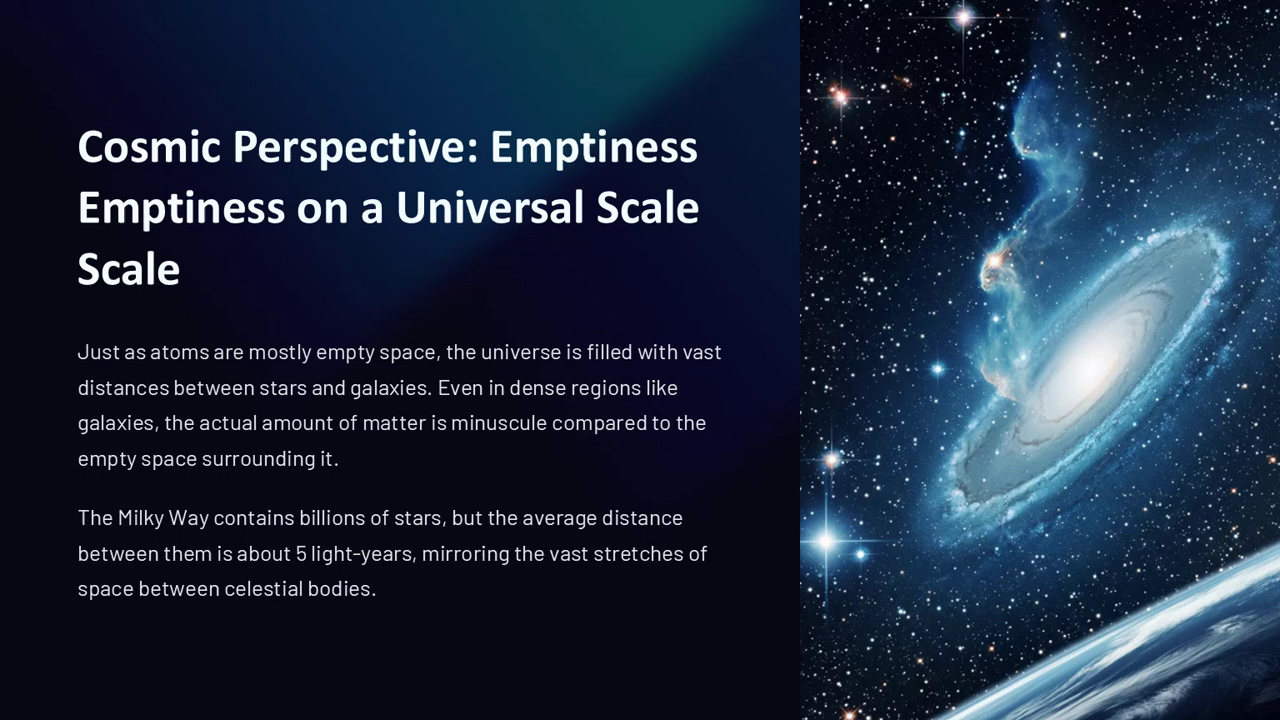 Cosmic Perspective: Emptiness
Emptiness on a Universal Scale
Scale
Just as atoms are mostly empty space, the universe is filled with vast
distances between stars and galaxies. Even in dense regions like
galaxies, the actual amount of matter is minuscule compared to the
empty space surrounding it.
The Milky Way contains billions of stars, but the average distance
between them is about 5 light-years, mirroring the vast stretches of
space between celestial bodies.